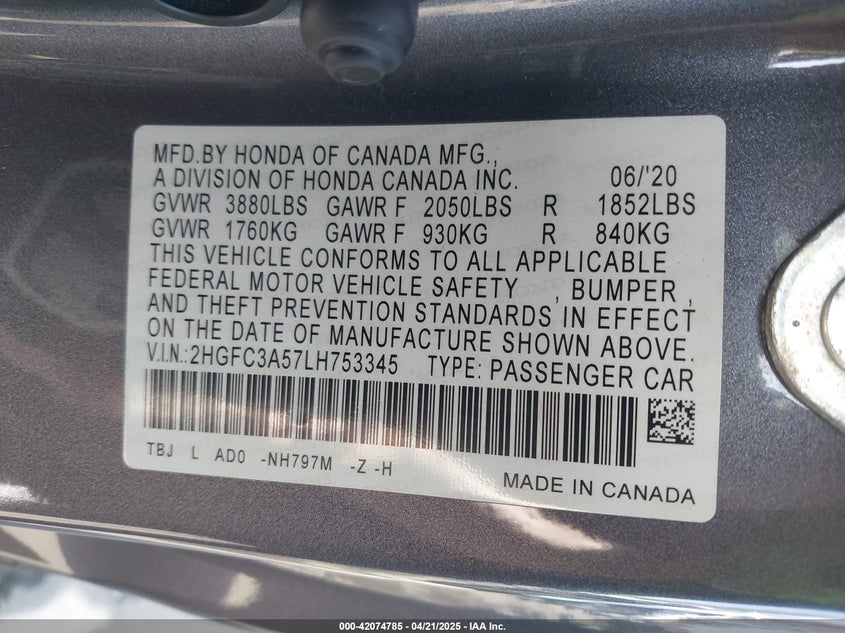 MFD.BY HONDA OF CANADA MFG.,
A DIVISION OF HONDA CANADA INC. 06/'20
GVWR 3880LBS GAWR F 2050LBS R 1852LBS
GVWR 1760KG GAWR F 930KG R 840KG
THIS VEHICLE CONFORMS TO ALL APPLICABLE
FEDERAL MOTOR VEHICLE SAFETY , BUMPER ,
AND THEFT PREVENTION STANDARDS IN EFFECT
ON THE DATE OF MANUFACTURE SHOWN ABOVE.
V.I.N.: 2HGFC3A57LH753345 TYPE: PASSENGER CAR
TBJ L AD0 -NH797M -Z -H
MADE IN CANADA
000-42074785 - 04/21/2025 - IAA Inc.